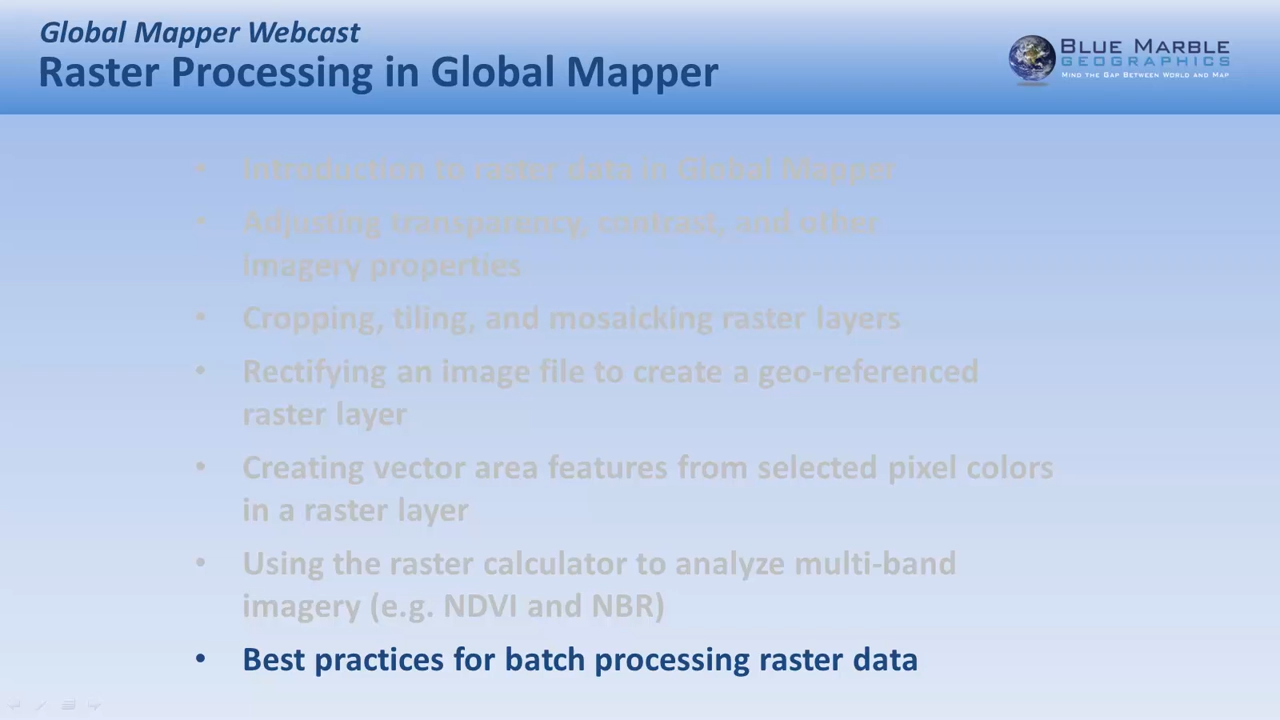 Global Mapper Webcast
Raster Processing in Global Mapper
BLUE MARBLE
GEOGRAPHICS
MIND THE GAP BETWEEN WORLD AND MAP
• Introduction to raster data in Global Mapper
• Adjusting transparency, contrast, and other
imagery properties
• Cropping, tiling, and mosaicking raster layers
• Rectifying an image file to create a geo-referenced
raster layer
• Creating vector area features from selected pixel colors
in a raster layer
• Using the raster calculator to analyze multi-band
imagery (e.g. NDVI and NBR)
• Best practices for batch processing raster data